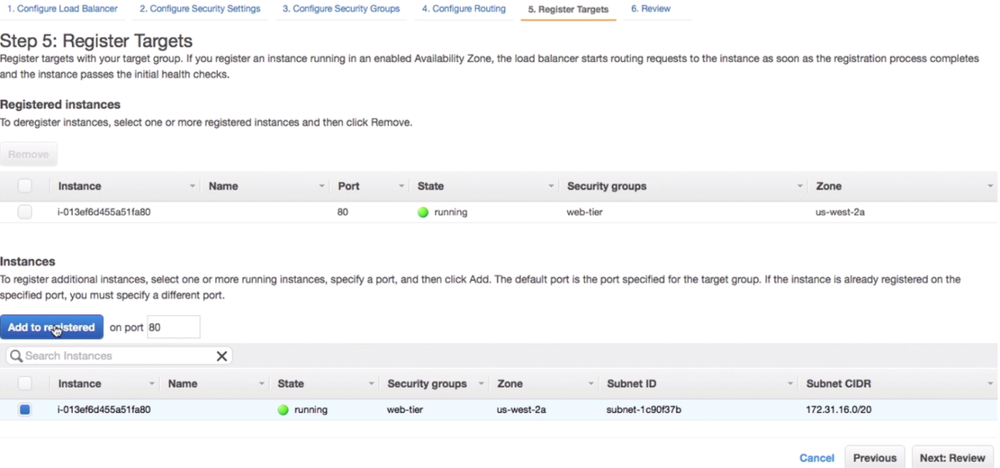 1. Configure Load Balancer 2. Configure Security Settings 3. Configure Security Groups 4. Configure Routing 5. Register Targets 6. Review
Step 5: Register Targets
Register targets with your target group. If you register an instance running in an enabled Availability Zone, the load balancer starts routing requests to the instance as soon as the registration process completes
and the instance passes the initial health checks.
Registered instances
To deregister instances, select one or more registered instances and then click Remove.
Remove
Instance Name Port State Security groups Zone
i-013ef6d455a51fa80 80 running web-tier us-west-2a
Instances
To register additional instances, select one or more running instances, specify a port, and then click Add. The default port is the port specified for the target group. If the instance is already registered on the
specified port, you must specify a different port.
Add to registered on port 80
Search Instances
Instance Name State Security groups Zone Subnet ID Subnet CIDR
i-013ef6d455a51fa80 running web-tier us-west-2a subnet-1c90f37b 172.31.16.0/20
Cancel Previous Next: Review